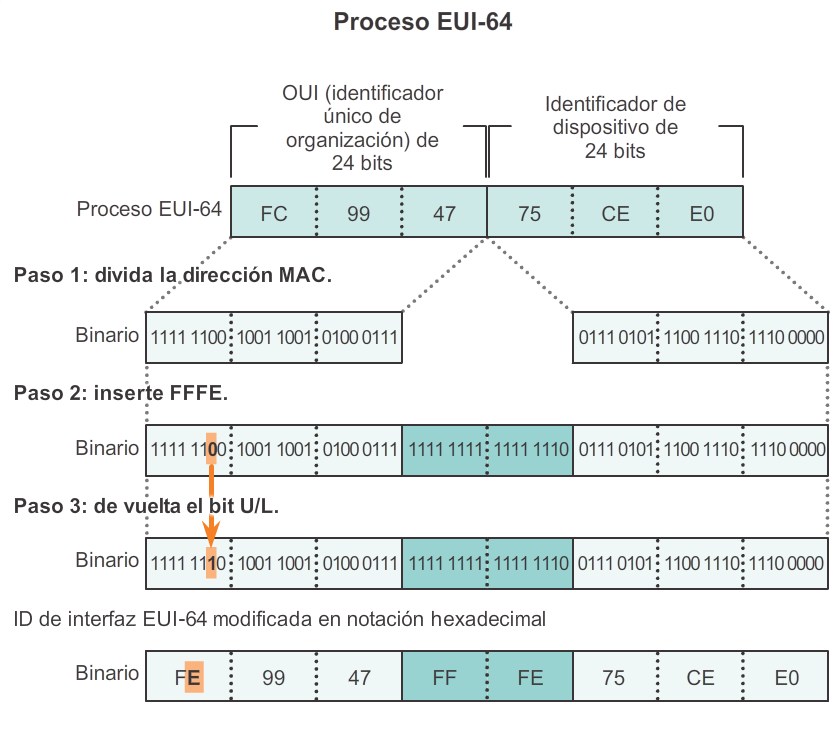 Proceso EUI-64
OUI (identificador
único de
organización) de
24 bits
Identificador de
dispositivo de
24 bits
Proceso EUI-64 FC 99 47 75 CE E0
Paso 1: divida la dirección MAC.
Binario 1111 1100 1001 1001 0100 0111 0111 0101 1100 1110 1110 0000
Paso 2: inserte FFFE.
Binario 1111 1100 1001 1001 0100 0111 1111 1111 1111 1110 0111 0101 1100 1110 1110 0000
Paso 3: de vuelta el bit U/L.
Binario 1111 1110 1001 1001 0100 0111 1111 1111 1111 1110 0111 0101 1100 1110 1110 0000
ID de interfaz EUI-64 modificada en notación hexadecimal
Binario FE 99 47 FF FE 75 CE E0